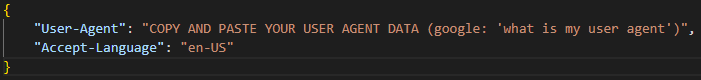 {
"User-Agent": "COPY AND PASTE YOUR USER AGENT DATA (google: 'what is my user agent')",
"Accept-Language": "en-US"
}